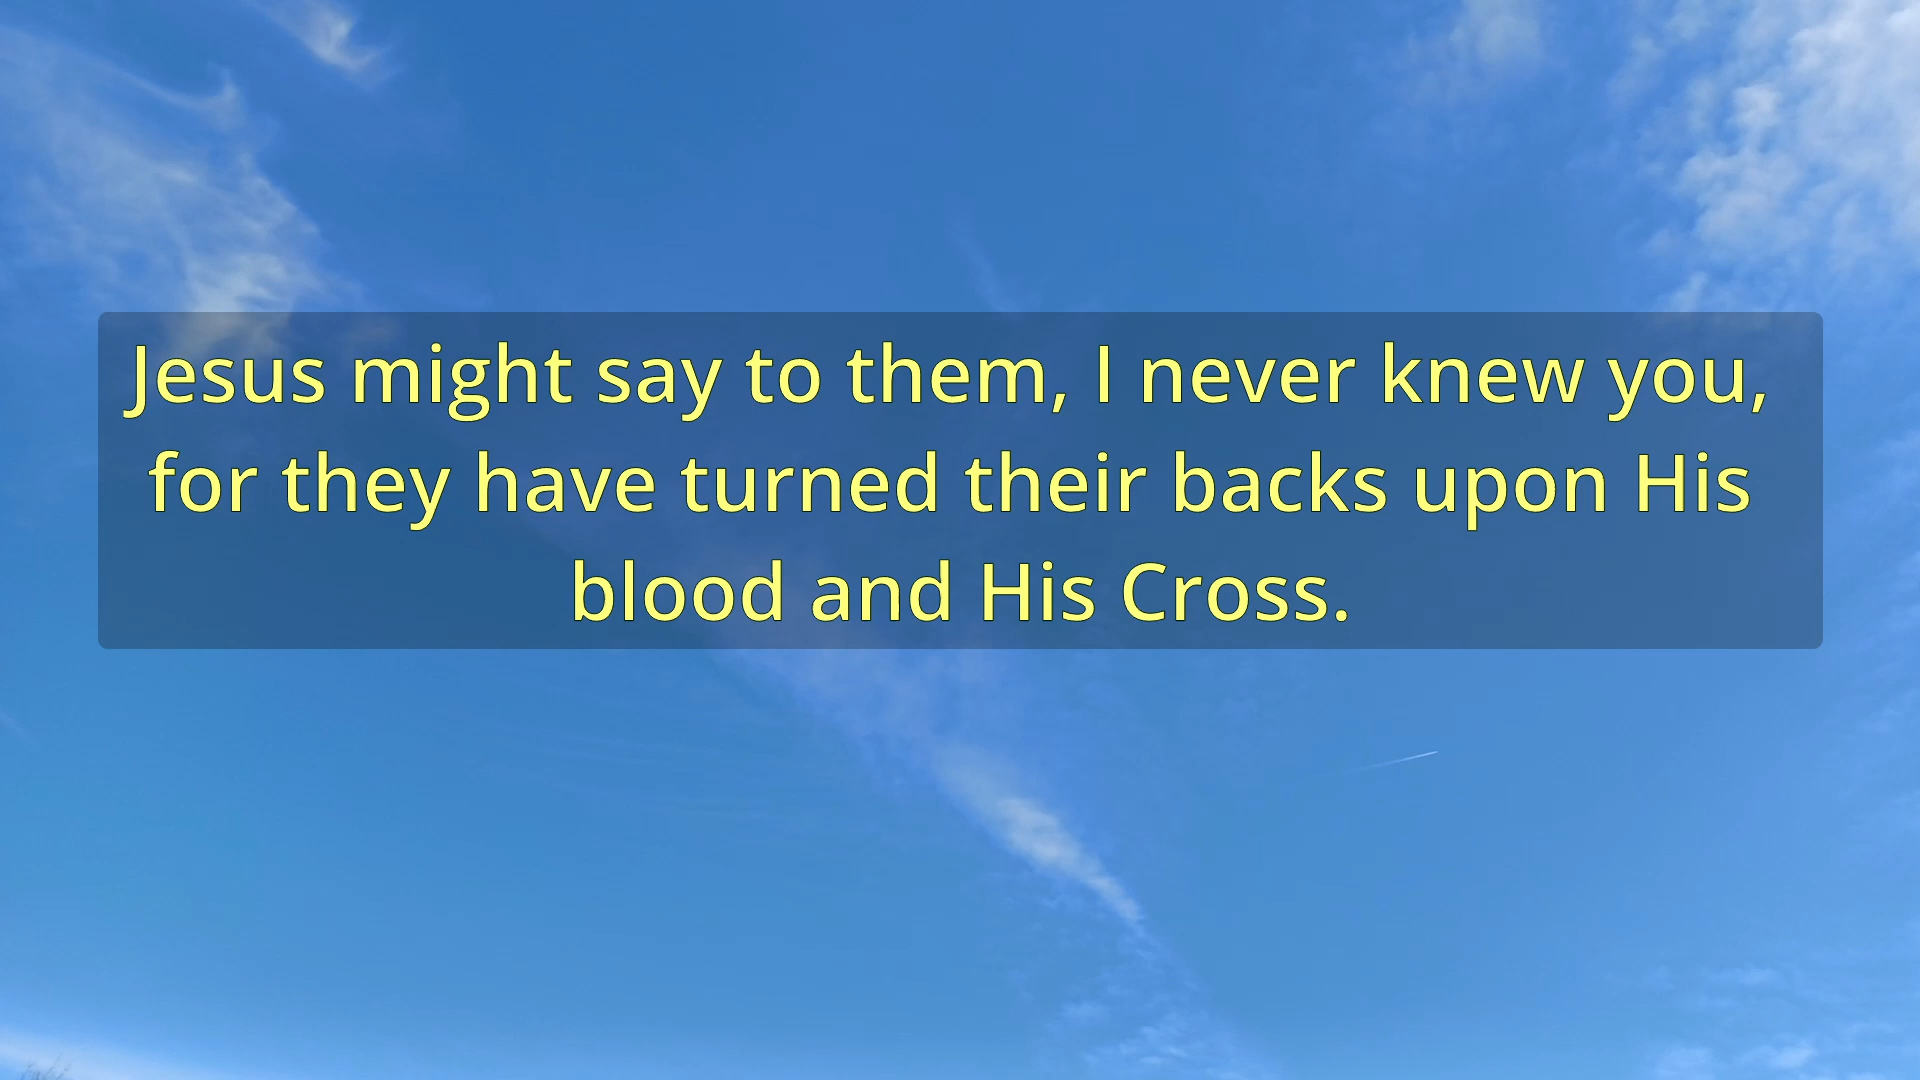 Jesus might say to them, I never knew you,
for they have turned their backs upon His
blood and His Cross.